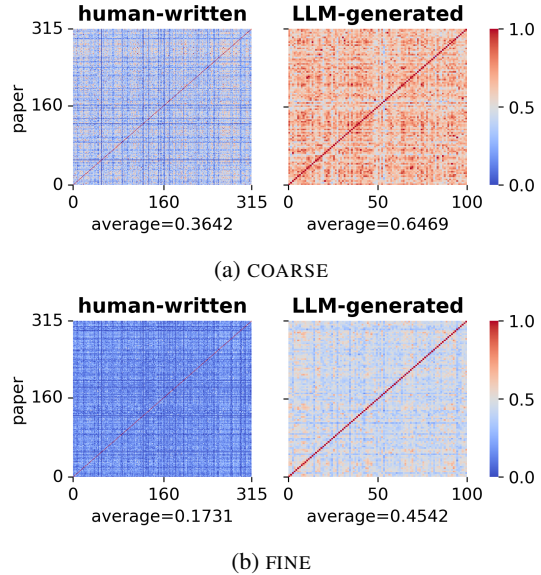 human-written LLM-generated
315 1.0
160 0.5
paper
0 0.0
0 160 315 0 50 100
average=0.3642 average=0.6469
(a) COARSE
human-written LLM-generated
315 1.0
160 0.5
paper
0 0.0
0 160 315 0 50 100
average=0.1731 average=0.4542
(b) FINE